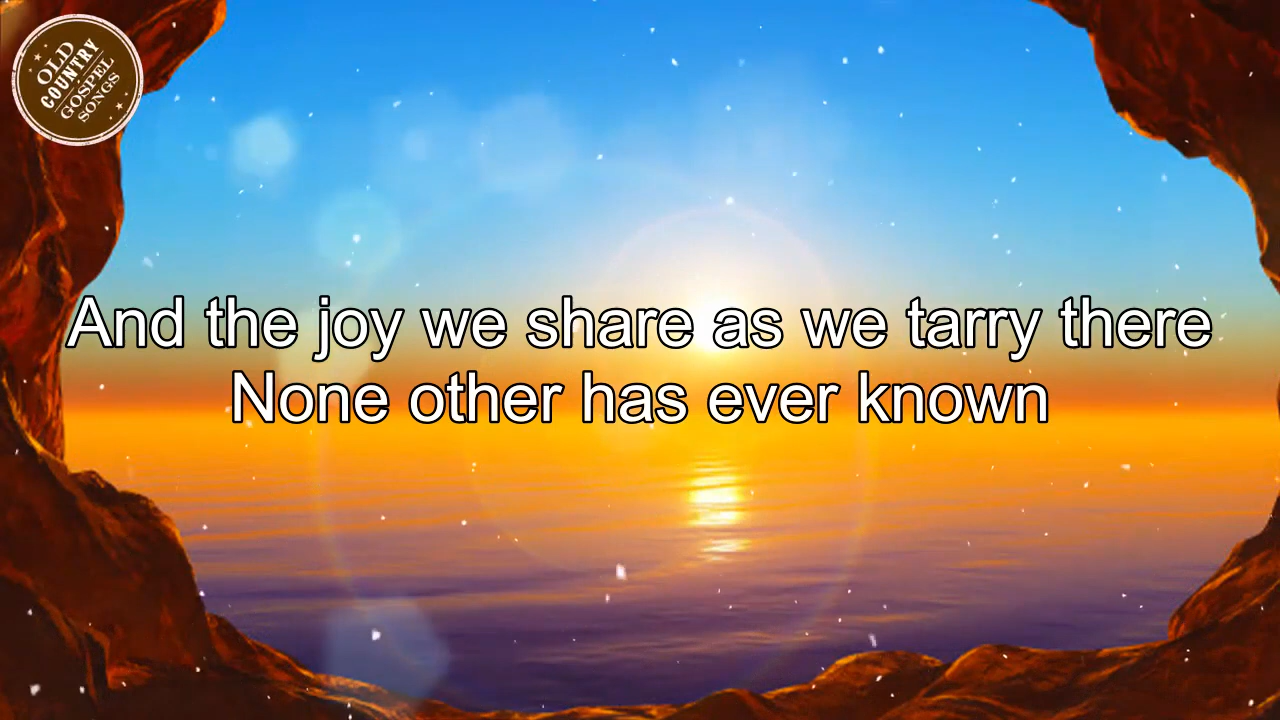 OLD
COUNTRY
GOSPEL
SONGS
And the joy we share as we tarry there
None other has ever known